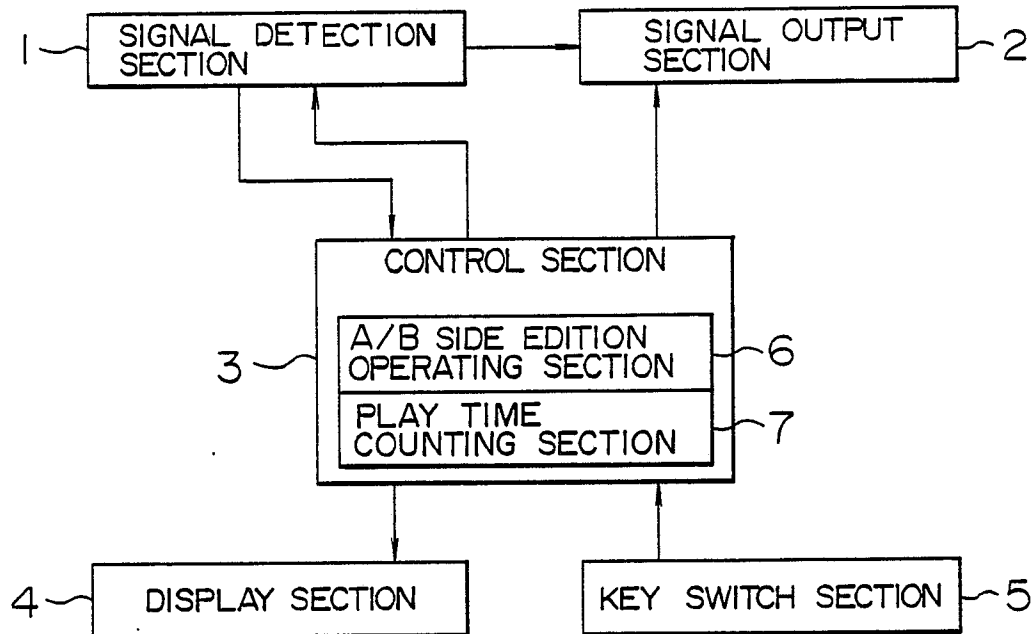 1
SIGNAL DETECTION
SECTION
SIGNAL OUTPUT
SECTION
2
CONTROL SECTION
3
A/B SIDE EDITION
OPERATING SECTION
6
PLAY TIME
COUNTING SECTION
7
4
DISPLAY SECTION
KEY SWITCH SECTION
5